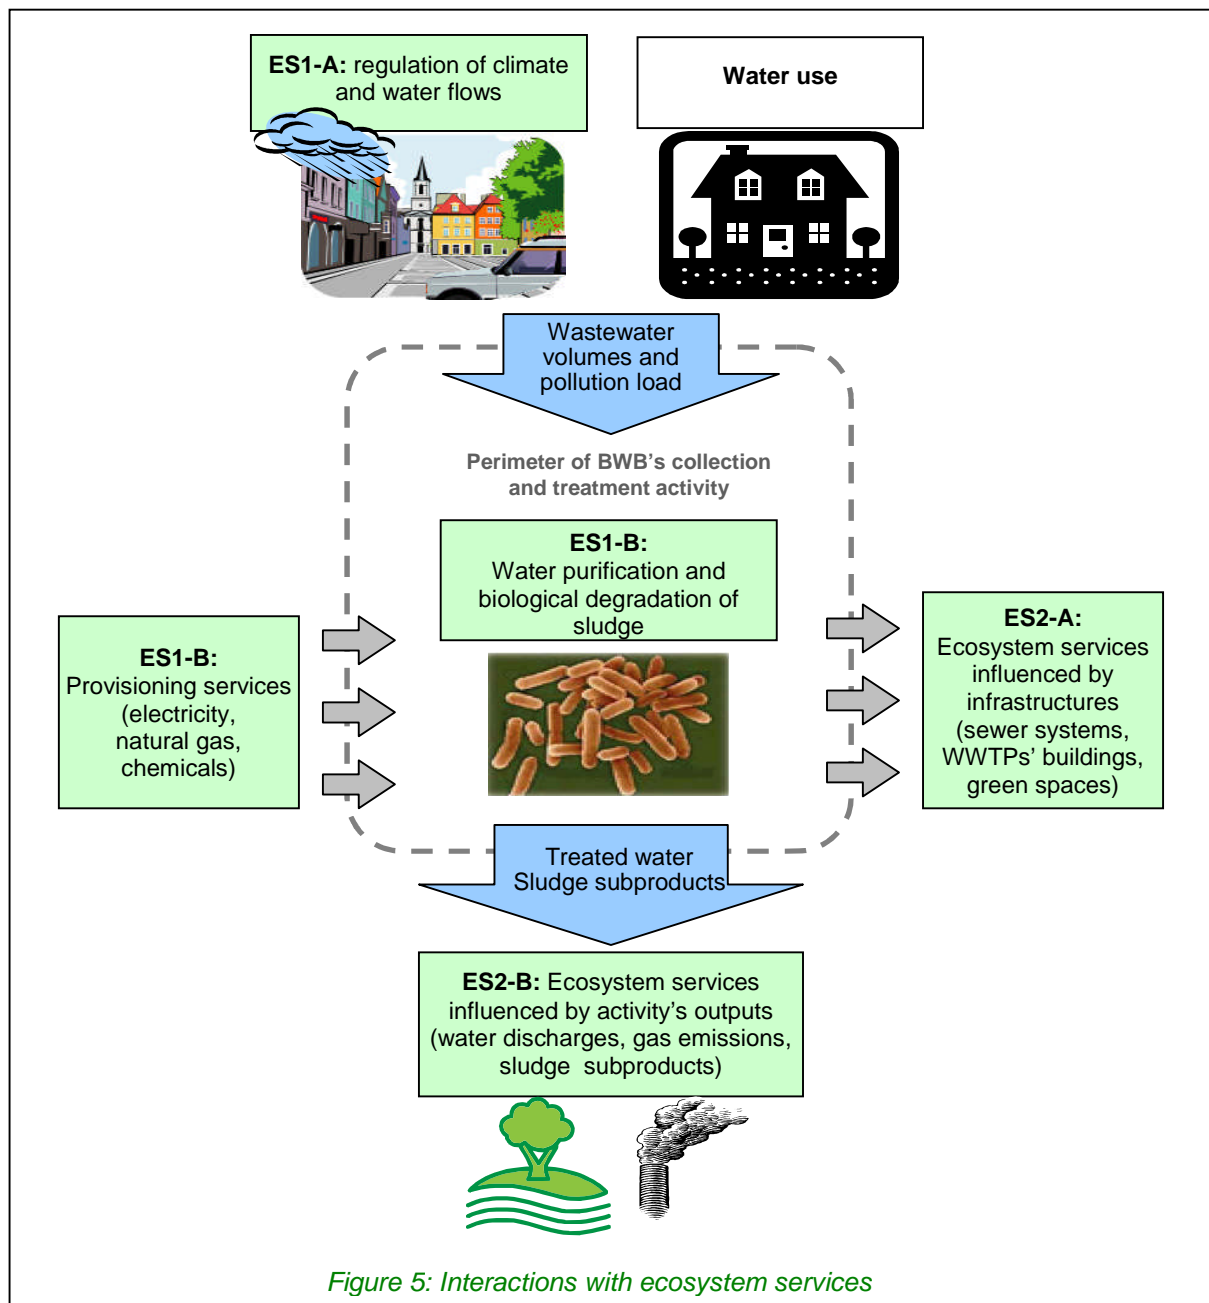 ES1-A: regulation of climate
and water flows
Water use
Wastewater
volumes and
pollution load
Perimeter of BWB's collection
and treatment activity
ES1-B:
Water purification and
biological degradation of
sludge
ES1-B:
Provisioning services
(electricity,
natural gas,
chemicals)
ES2-A:
Ecosystem services
influenced by
infrastructures
(sewer systems,
WWTPs' buildings,
green spaces)
Treated water
Sludge subproducts
ES2-B: Ecosystem services
influenced by activity's outputs
(water discharges, gas emissions,
sludge subproducts)
Figure 5: Interactions with ecosystem services